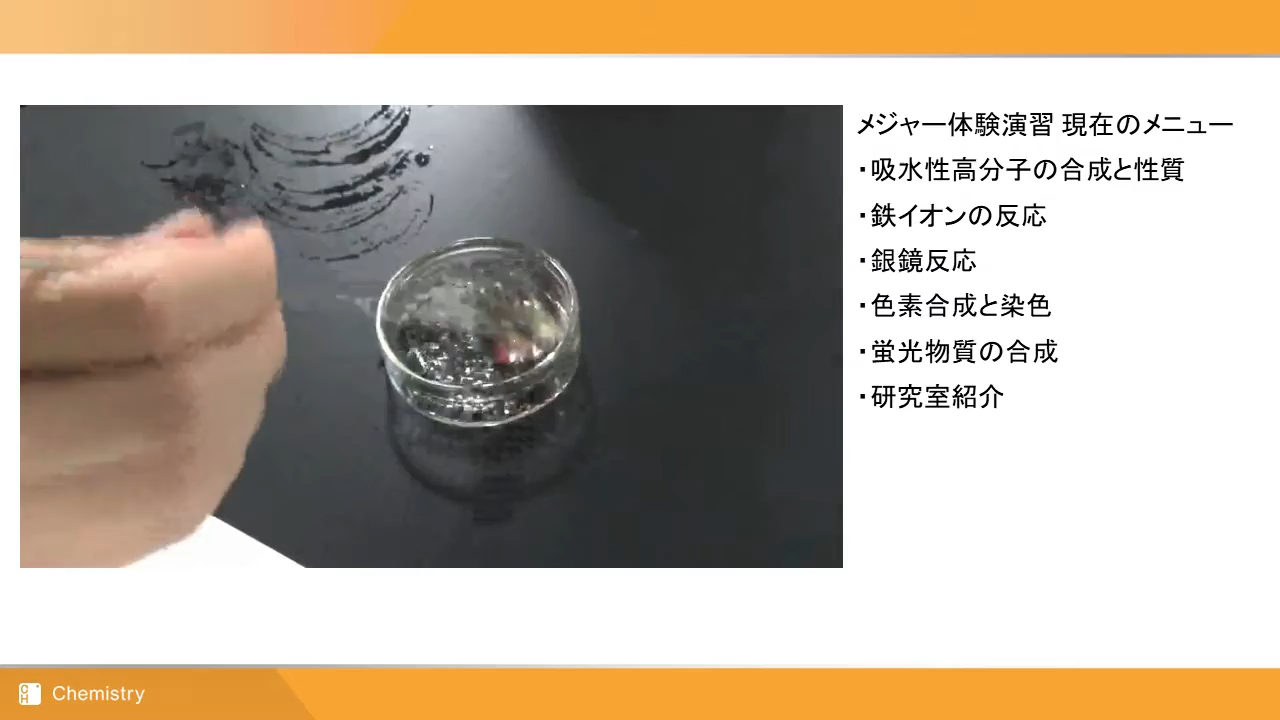 メジャー体験演習 現在のメニュー
・吸水性高分子の合成と性質
・鉄イオンの反応
・銀鏡反応
・色素合成と染色
・蛍光物質の合成
・研究室紹介
CH Chemistry